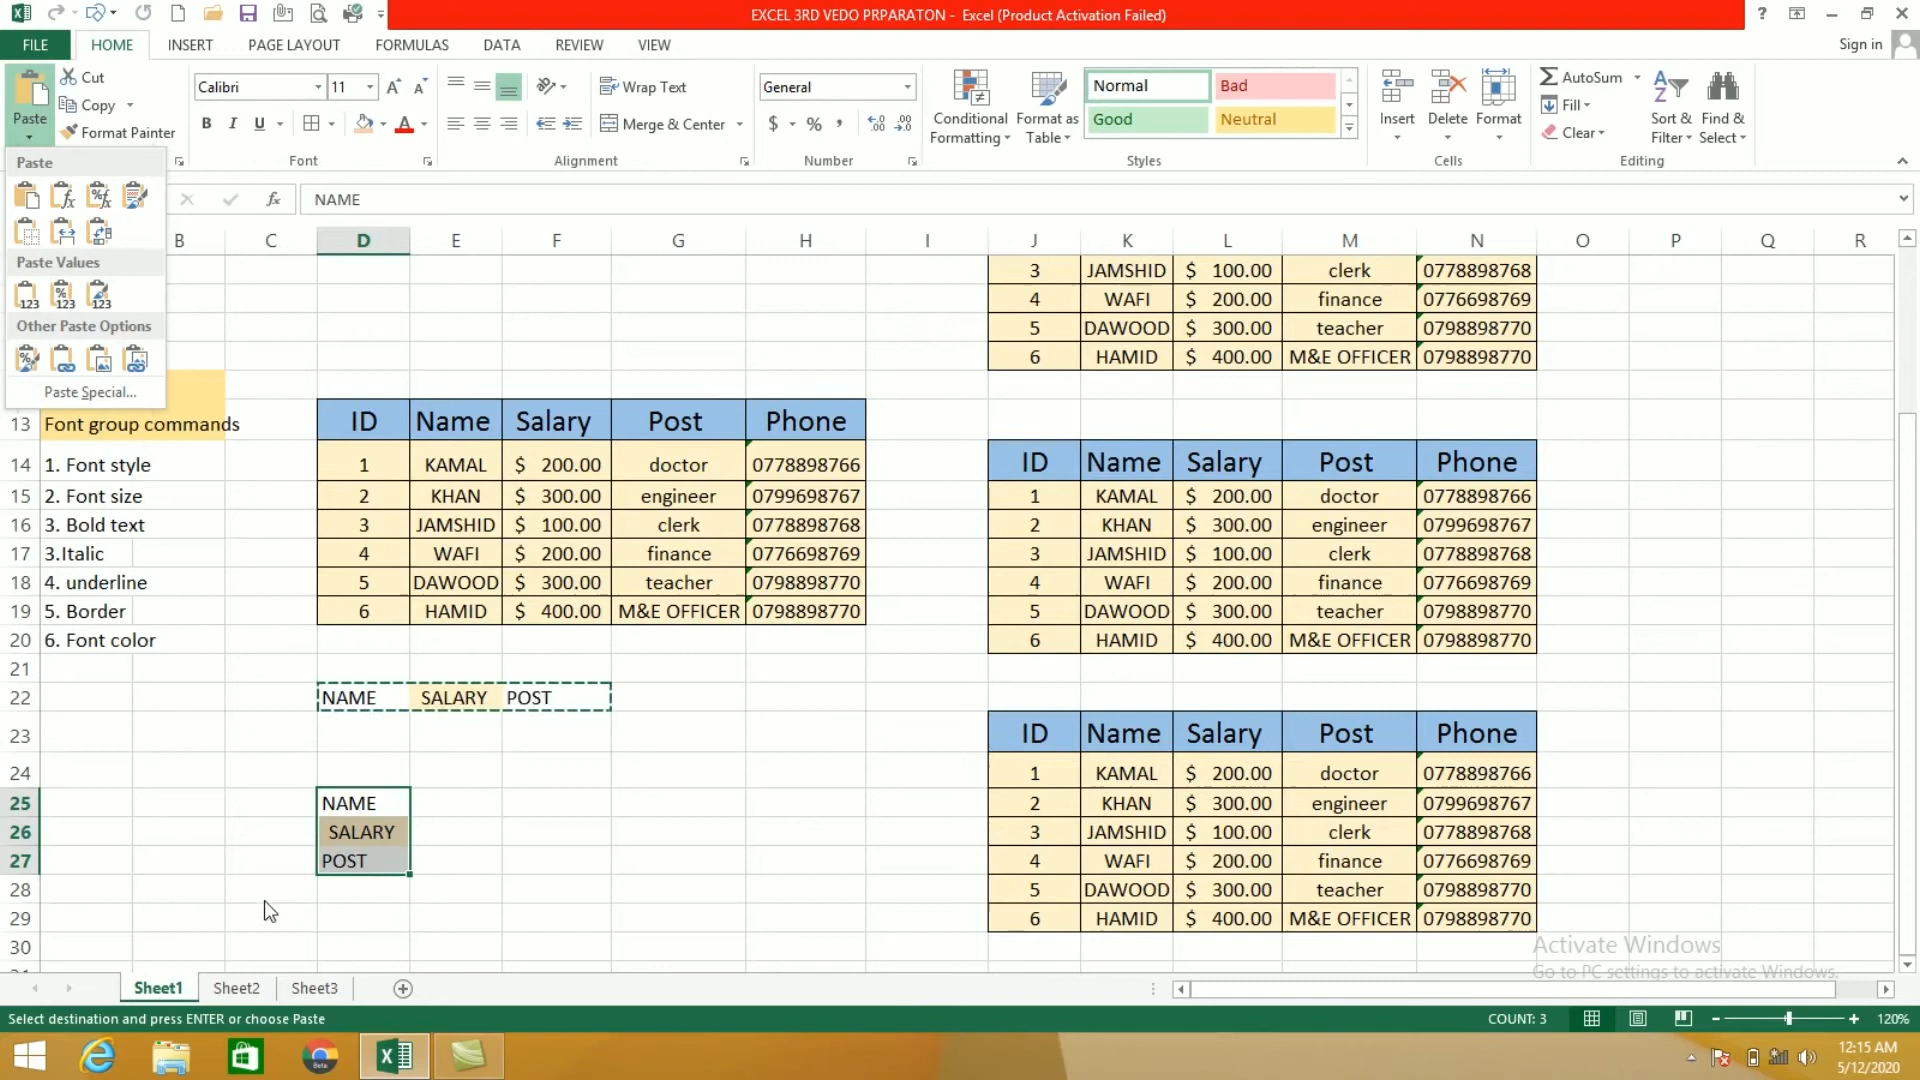 EXCEL 3RD VEDO PRPARATON - Excel (Product Activation Failed)
?
FILE HOME INSERT PAGE LAYOUT FORMULAS DATA REVIEW VIEW Sign in
Paste
Cut
Copy
Format Painter
Calibri 11
B I U
Wrap Text
Merge & Center
General
$ % ,
Conditional Formatting
Format as Table
Normal Bad
Good Neutral
Insert Delete Format
AutoSum
Fill
Clear
Sort & Filter
Find & Select
Font Alignment Number Styles Cells Editing
Paste
Paste Values
Other Paste Options
Paste Special...
fx NAME
B C D E F G H I J K L M N O P Q R
3 JAMSHID $ 100.00 clerk 0778898768
4 WAFI $ 200.00 finance 0776698769
5 DAWOOD $ 300.00 teacher 0798898770
6 HAMID $ 400.00 M&E OFFICER 0798898770
13 Font group commands
14 1. Font style
15 2. Font size
16 3. Bold text
17 3.Italic
18 4. underline
19 5. Border
20 6. Font color
21
22
23
24
25
26
27
28
29
30
ID Name Salary Post Phone
1 KAMAL $ 200.00 doctor 0778898766
2 KHAN $ 300.00 engineer 0799698767
3 JAMSHID $ 100.00 clerk 0778898768
4 WAFI $ 200.00 finance 0776698769
5 DAWOOD $ 300.00 teacher 0798898770
6 HAMID $ 400.00 M&E OFFICER 0798898770
NAME SALARY POST
NAME
SALARY
POST
ID Name Salary Post Phone
1 KAMAL $ 200.00 doctor 0778898766
2 KHAN $ 300.00 engineer 0799698767
3 JAMSHID $ 100.00 clerk 0778898768
4 WAFI $ 200.00 finance 0776698769
5 DAWOOD $ 300.00 teacher 0798898770
6 HAMID $ 400.00 M&E OFFICER 0798898770
ID Name Salary Post Phone
1 KAMAL $ 200.00 doctor 0778898766
2 KHAN $ 300.00 engineer 0799698767
3 JAMSHID $ 100.00 clerk 0778898768
4 WAFI $ 200.00 finance 0776698769
5 DAWOOD $ 300.00 teacher 0798898770
6 HAMID $ 400.00 M&E OFFICER 0798898770
Activate Windows
Go to PC settings to activate Windows.
Sheet1 Sheet2 Sheet3
Select destination and press ENTER or choose Paste COUNT: 3 120%
12:15 AM
5/12/2020